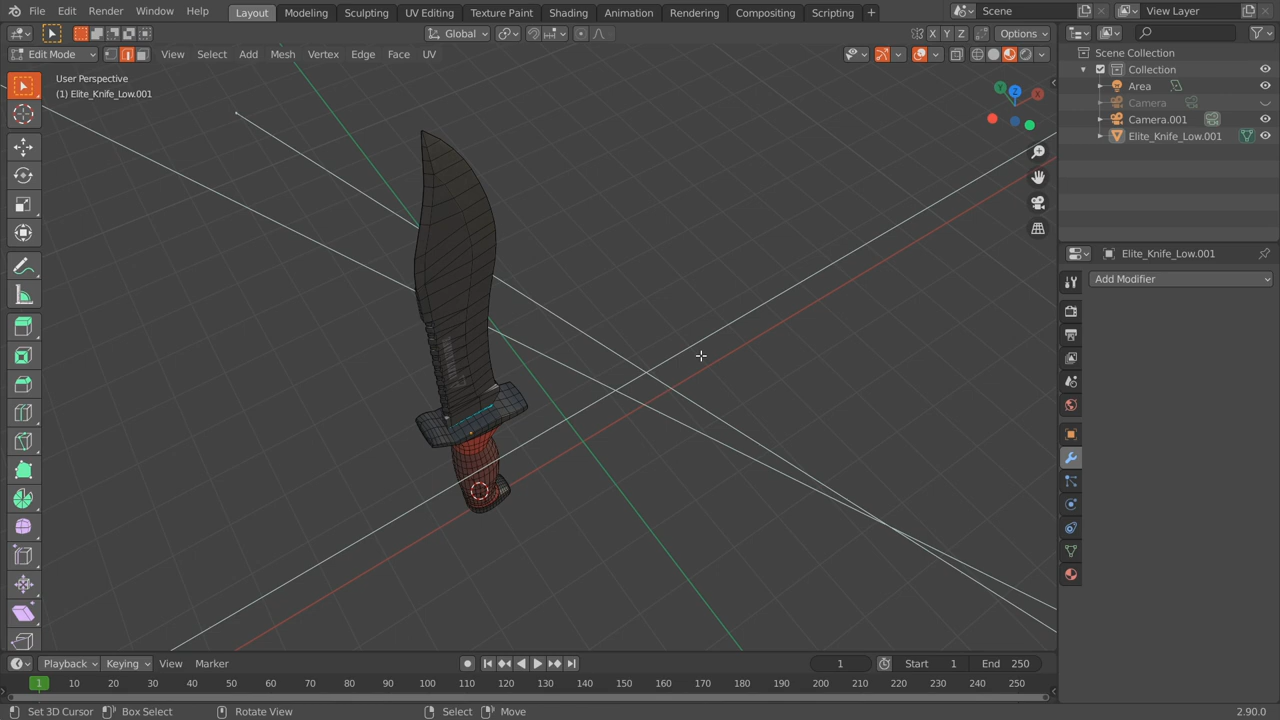 File Edit Render Window Help Layout Modeling Sculpting UV Editing Texture Paint Shading Animation Rendering Compositing Scripting + Scene View Layer
Global X Y Z Options
Edit Mode View Select Add Mesh Vertex Edge Face UV
Scene Collection
Collection
Area
Camera
Camera.001
Elite_Knife_Low.001
User Perspective
(1) Elite_Knife_Low.001
Z
Y
X
Elite_Knife_Low.001
Add Modifier
Playback Keying View Marker 1 Start 1 End 250
1 10 20 30 40 50 60 70 80 90 100 110 120 130 140 150 160 170 180 190 200 210 220 230 240 250
Set 3D Cursor Box Select Rotate View Select Move 2.90.0